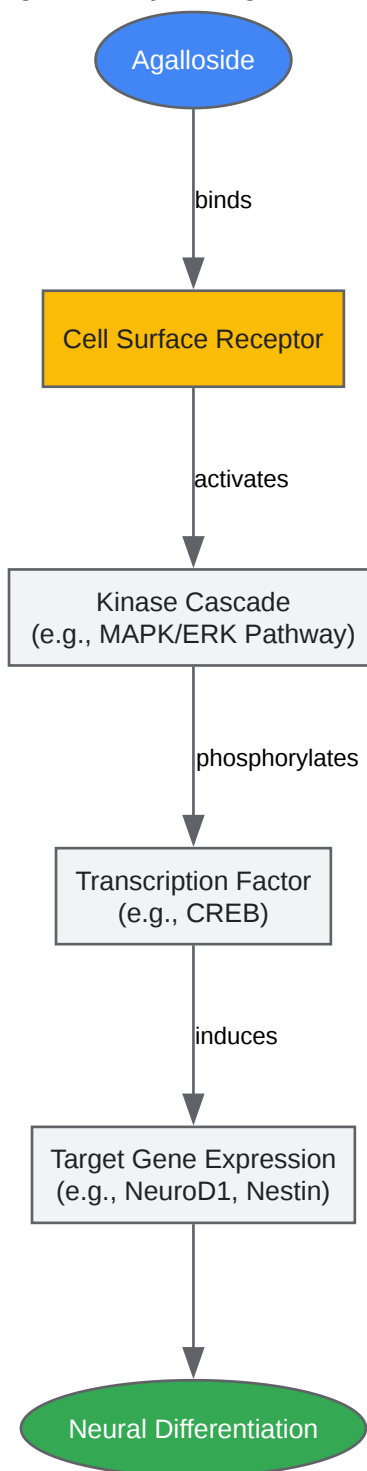 Agalloside
binds
Cell Surface Receptor
activates
Kinase Cascade
(e.g., MAPK/ERK Pathway)
phosphorylates
Transcription Factor
(e.g., CREB)
induces
Target Gene Expression
(e.g., NeuroD1, Nestin)
Neural Differentiation